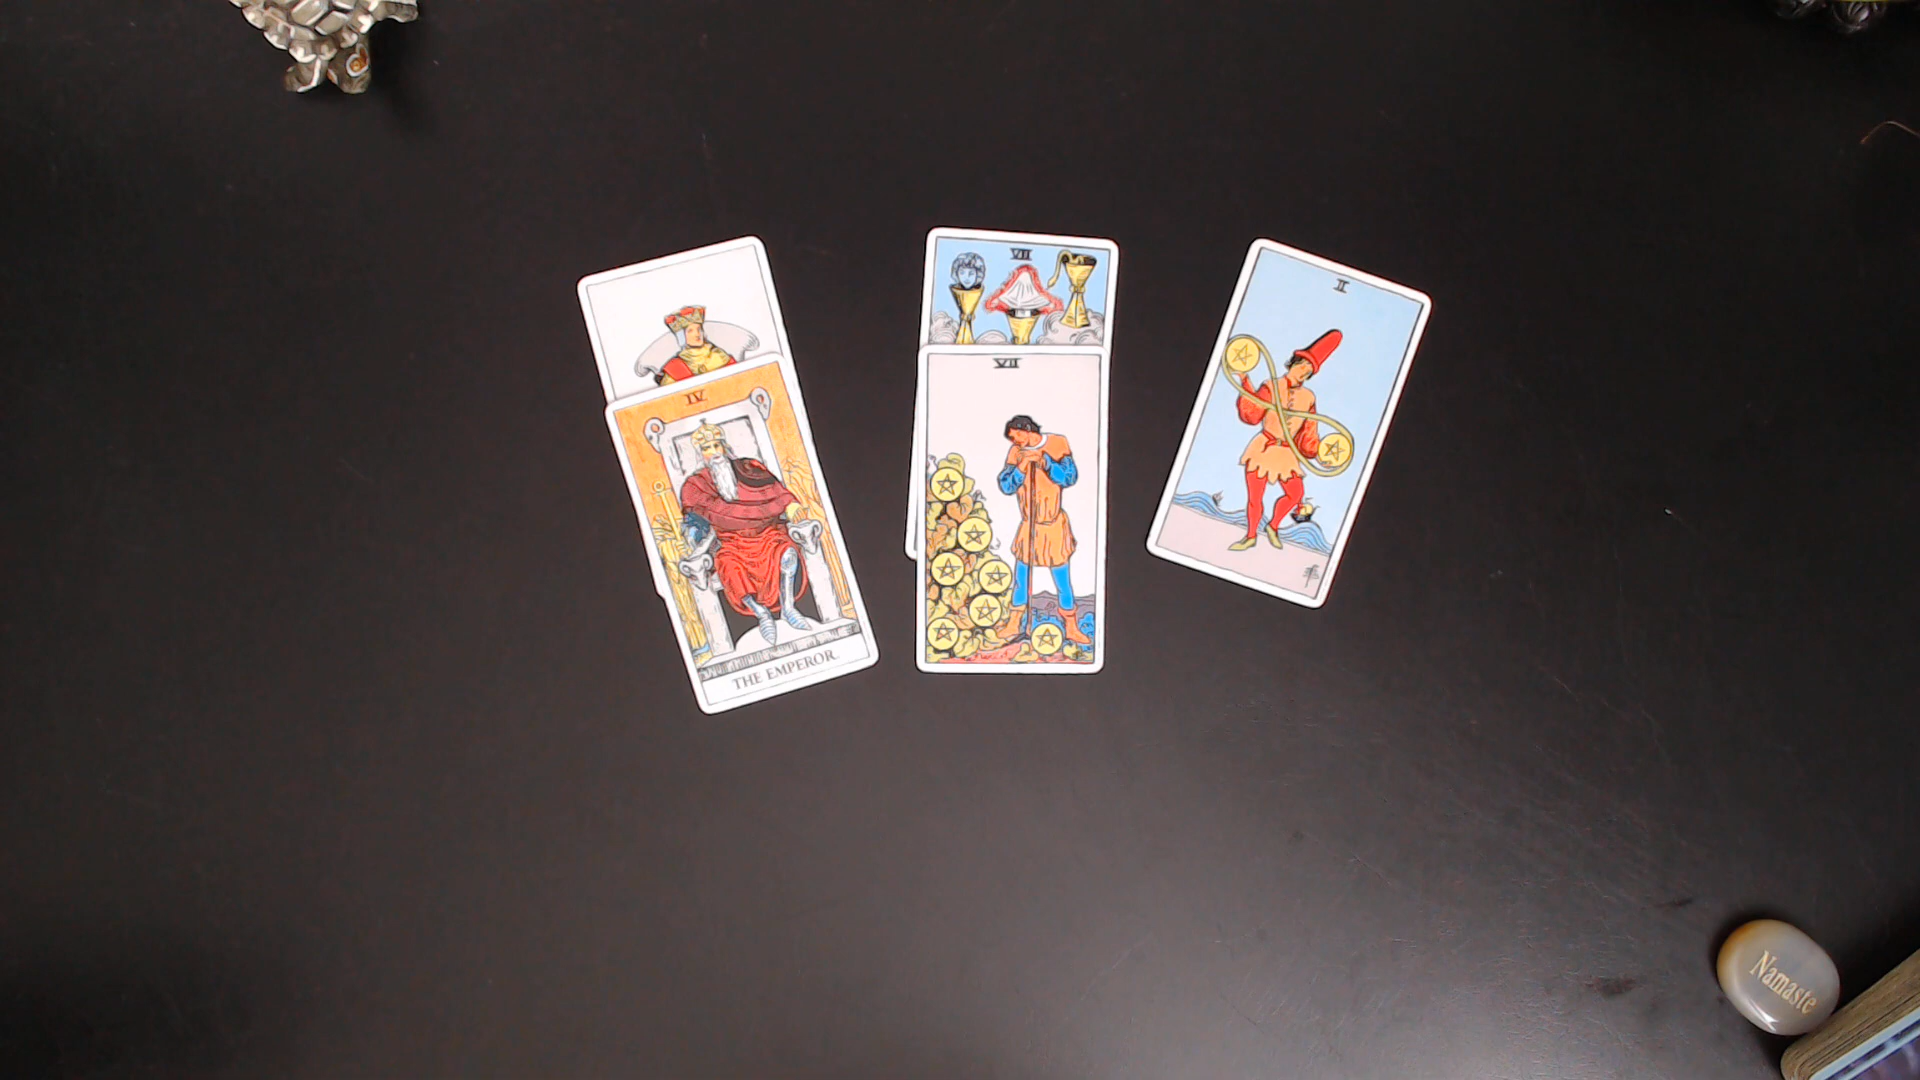 VII
II
VII
IV
THE EMPEROR.
Namaste